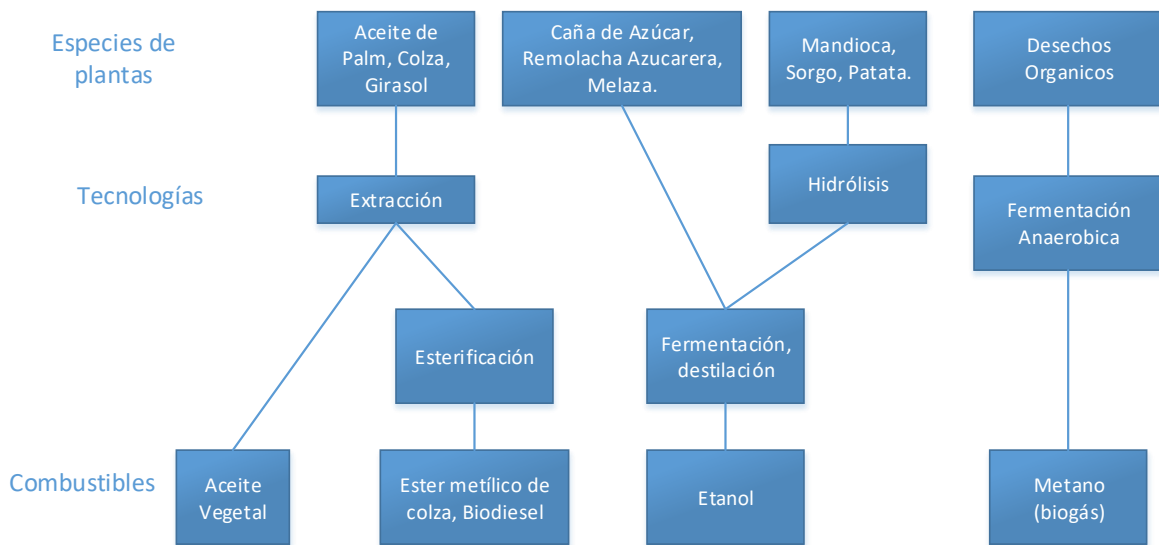 Especies de
plantas
Aceite de
Palm, Colza,
Girasol
Caña de Azúcar,
Remolacha Azucarera,
Melaza.
Mandioca,
Sorgo, Patata.
Desechos
Organicos
Tecnologías
Extracción
Hidrólisis
Fermentación
Anaerobica
Esterificación
Fermentación,
destilación
Combustibles
Aceite
Vegetal
Ester metílico de
colza, Biodiesel
Etanol
Metano
(biogás)